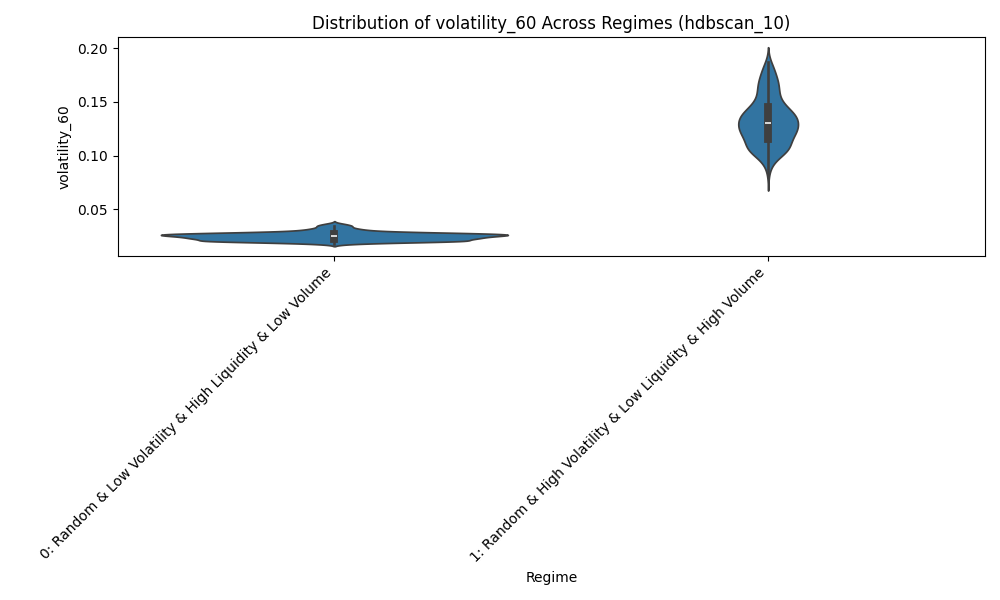 Distribution of volatility_60 Across Regimes (hdbscan_10)
0.20
0.15
0.10
0.05
volatility_60
0: Random & Low Volatility & High Liquidity & Low Volume
1: Random & High Volatility & Low Liquidity & High Volume
Regime